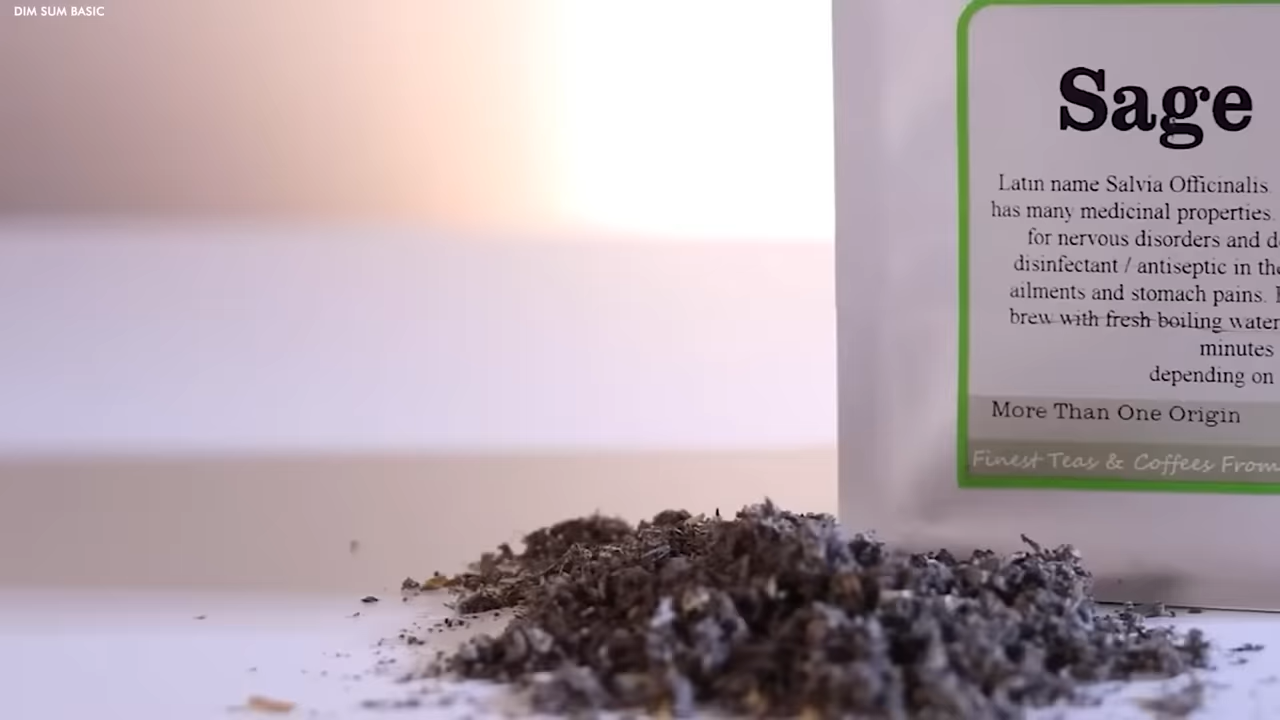 DIM SUM BASIC
Sage
Latin name Salvia Officinalis.
has many medicinal properties.
for nervous disorders and
disinfectant / antiseptic in the
ailments and stomach pains.
brew with fresh boiling water
minutes
depending on
More Than One Origin
Finest Teas & Coffees From